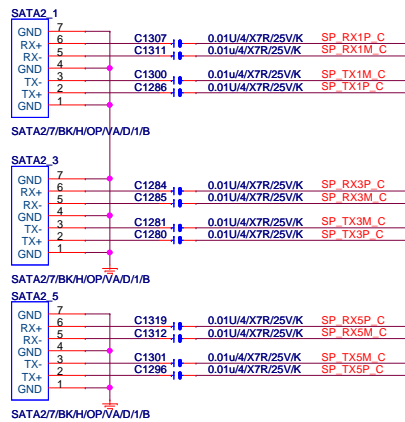 SATA2_1
GND 7
RX+ 6 C1307 0.01U/4/X7R/25V/K SP_RX1P_C
RX- 5 C1311 0.01u/4/X7R/25V/K SP_RX1M_C
GND 4
TX- 3 C1300 0.01U/4/X7R/25V/K SP_TX1M_C
TX+ 2 C1286 0.01U/4/X7R/25V/K SP_TX1P_C
GND 1
SATA2/7/BK/H/OP/VA/D/1/B
SATA2_3
GND 7
RX+ 6 C1284 0.01U/4/X7R/25V/K SP_RX3P_C
RX- 5 C1285 0.01U/4/X7R/25V/K SP_RX3M_C
GND 4
TX- 3 C1281 0.01U/4/X7R/25V/K SP_TX3M_C
TX+ 2 C1280 0.01U/4/X7R/25V/K SP_TX3P_C
GND 1
SATA2/7/BK/H/OP/VA/D/1/B
SATA2_5
GND 7
RX+ 6 C1319 0.01U/4/X7R/25V/K SP_RX5P_C
RX- 5 C1312 0.01U/4/X7R/25V/K SP_RX5M_C
GND 4
TX- 3 C1301 0.01u/4/X7R/25V/K SP_TX5M_C
TX+ 2 C1296 0.01u/4/X7R/25V/K SP_TX5P_C
GND 1
SATA2/7/BK/H/OP/VA/D/1/B